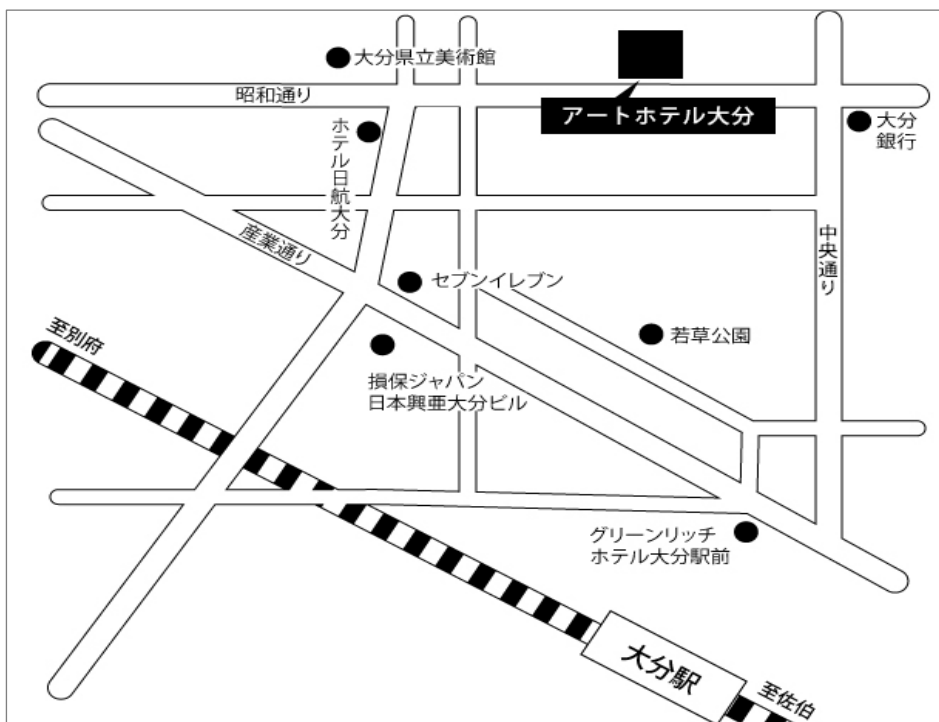 大分県立美術館
昭和通り
アートホテル大分
大分
銀行
ホテル日航大分
産業通り
中央通り
セブンイレブン
至別府
若草公園
損保ジャパン
日本興亜大分ビル
グリーンリッチ
ホテル大分駅前
大分駅
至佐伯